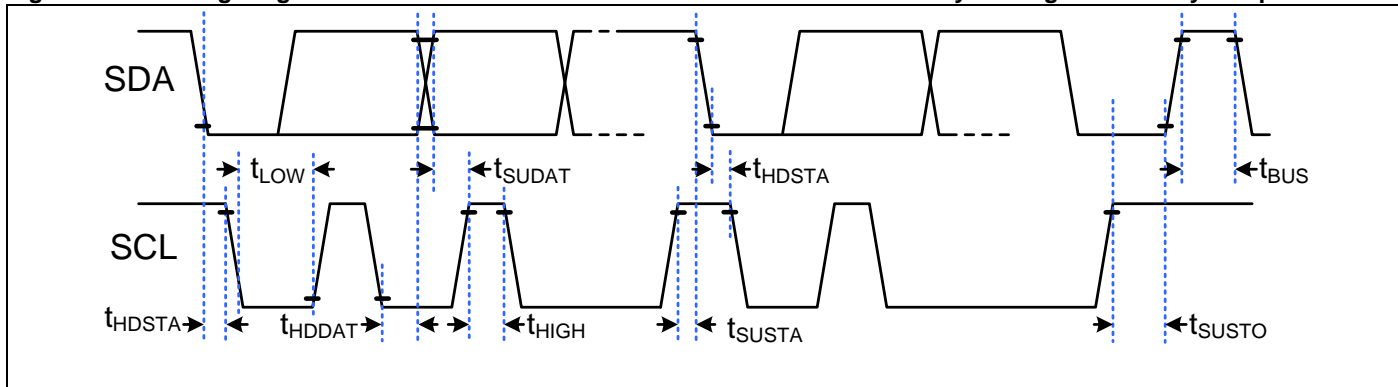 SDA
tLOW
tSUDAT
tHDSTA
tBUS
SCL
tHDSTA
tHDDAT
tHIGH
tSUSTA
tSUSTO